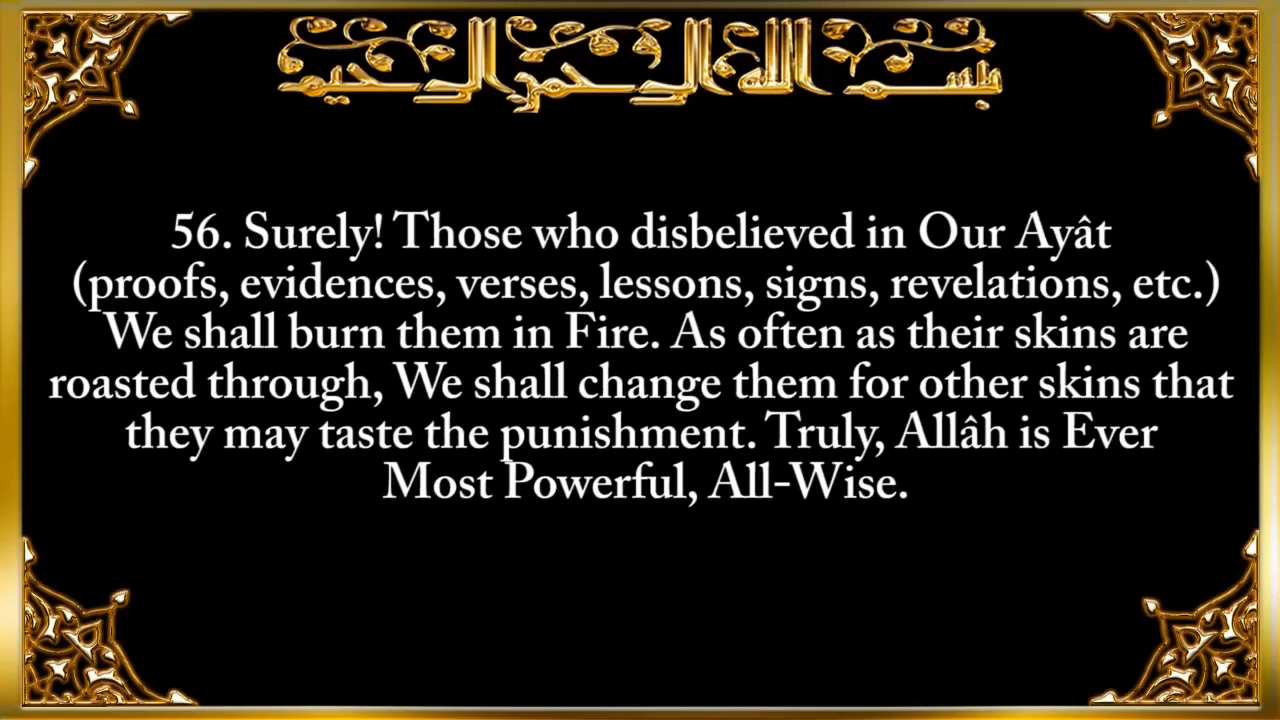 بسم الله الرحمن الرحيم
56. Surely! Those who disbelieved in Our Ayât
(proofs, evidences, verses, lessons, signs, revelations, etc.)
We shall burn them in Fire. As often as their skins are
roasted through, We shall change them for other skins that
they may taste the punishment. Truly, Allâh is Ever
Most Powerful, All-Wise.